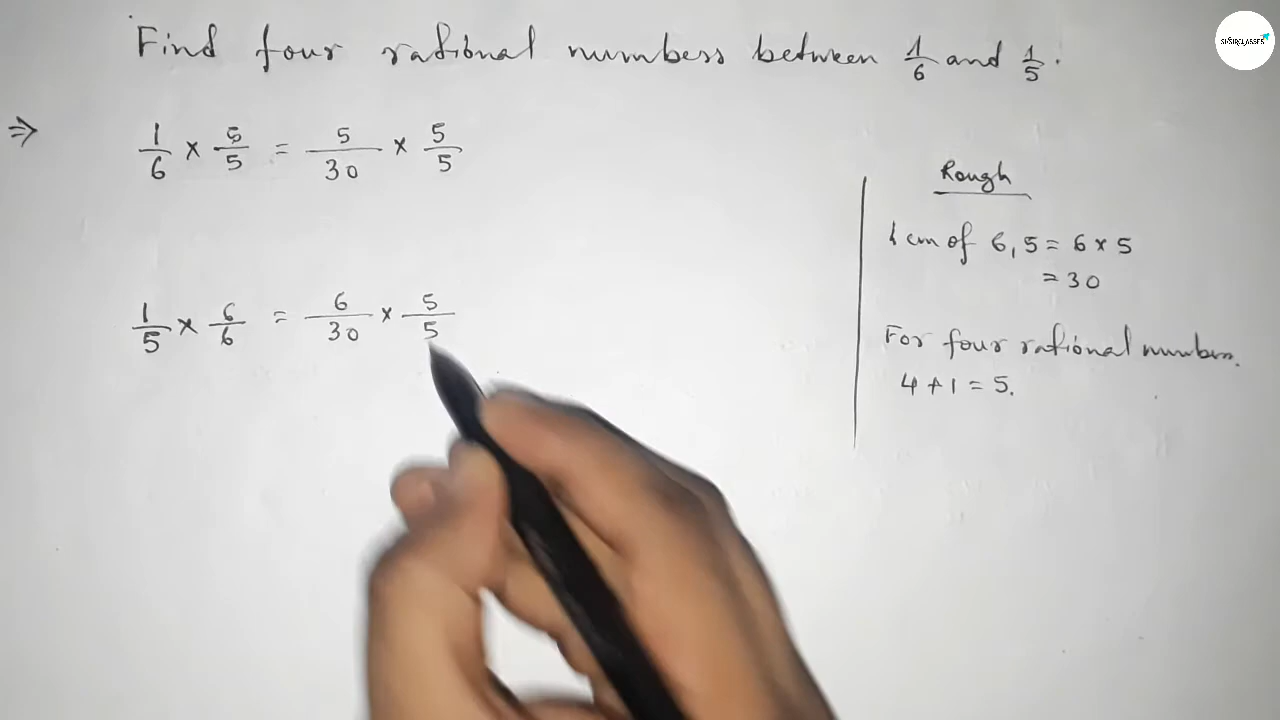 Find four rational numbers between 1/6 and 1/5.
⇒ 1/6 × 5/5 = 5/30 × 5/5
1/5 × 6/6 = 6/30 × 5/5
Rough
Lcm of 6,5 = 6×5
= 30
For four rational numbers.
4+1 = 5.
SISIRCLASSES